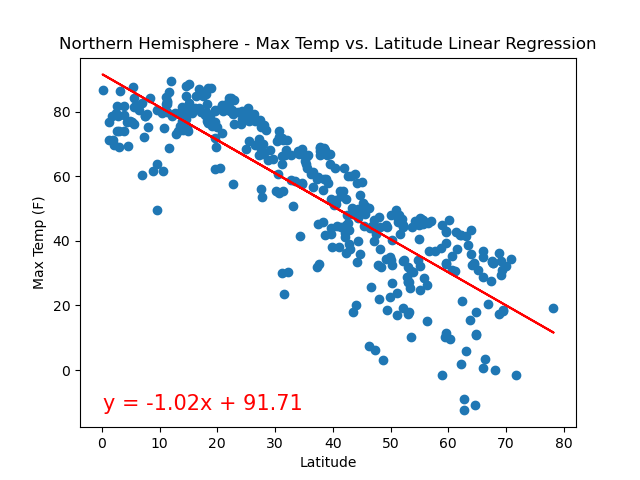 Northern Hemisphere - Max Temp vs. Latitude Linear Regression
Max Temp (F)
80
60
40
20
0
y = -1.02x + 91.71
0 10 20 30 40 50 60 70 80
Latitude